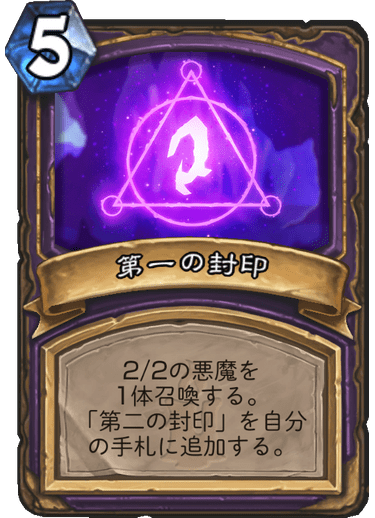 5
第一の封印
2/2の悪魔を
1体召喚する。
「第二の封印」を自分
の手札に追加する。